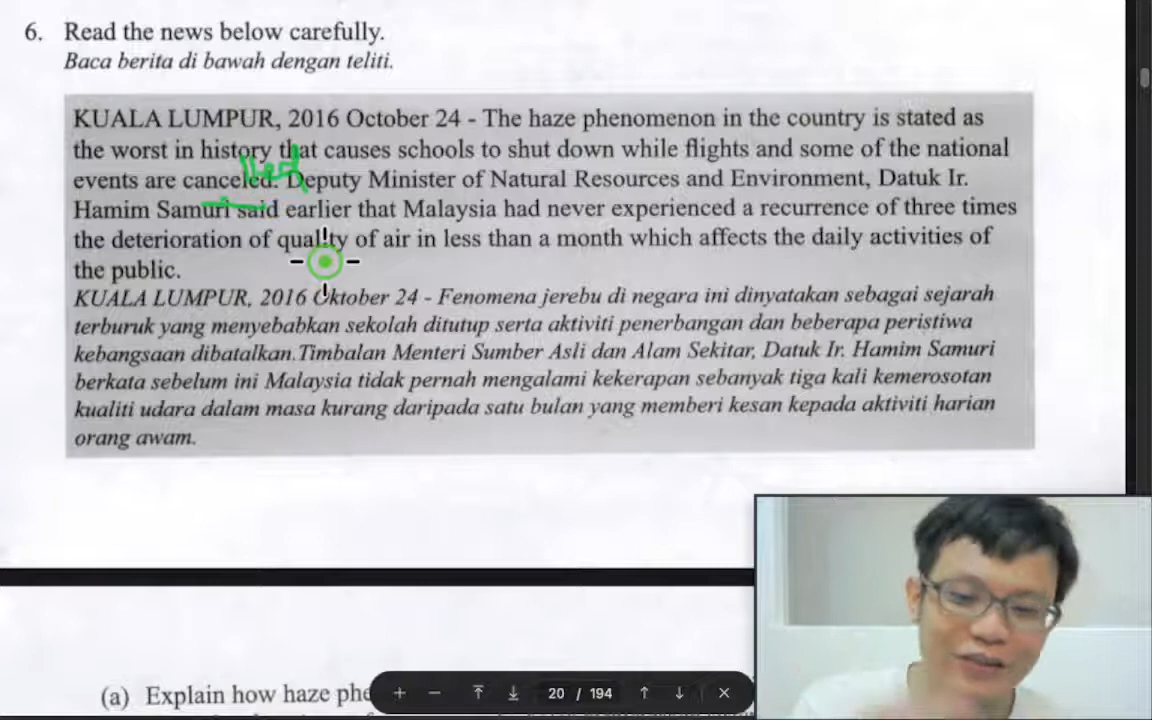 6. Read the news below carefully.
Baca berita di bawah dengan teliti.
KUALA LUMPUR, 2016 October 24 - The haze phenomenon in the country is stated as
the worst in history that causes schools to shut down while flights and some of the national
lled
events are canceled. Deputy Minister of Natural Resources and Environment, Datuk Ir.
Hamim Samuri said earlier that Malaysia had never experienced a recurrence of three times
the deterioration of quality of air in less than a month which affects the daily activities of
the public.
KUALA LUMPUR, 2016 Oktober 24 - Fenomena jerebu di negara ini dinyatakan sebagai sejarah
terburuk yang menyebabkan sekolah ditutup serta aktiviti penerbangan dan beberapa peristiwa
kebangsaan dibatalkan. Timbalan Menteri Sumber Asli dan Alam Sekitar, Datuk Ir. Hamim Samuri
berkata sebelum ini Malaysia tidak pernah mengalami kekerapan sebanyak tiga kali kemerosotan
kualiti udara dalam masa kurang daripada satu bulan yang memberi kesan kepada aktiviti harian
orang awam.
(a) Explain how haze phe
20 / 194